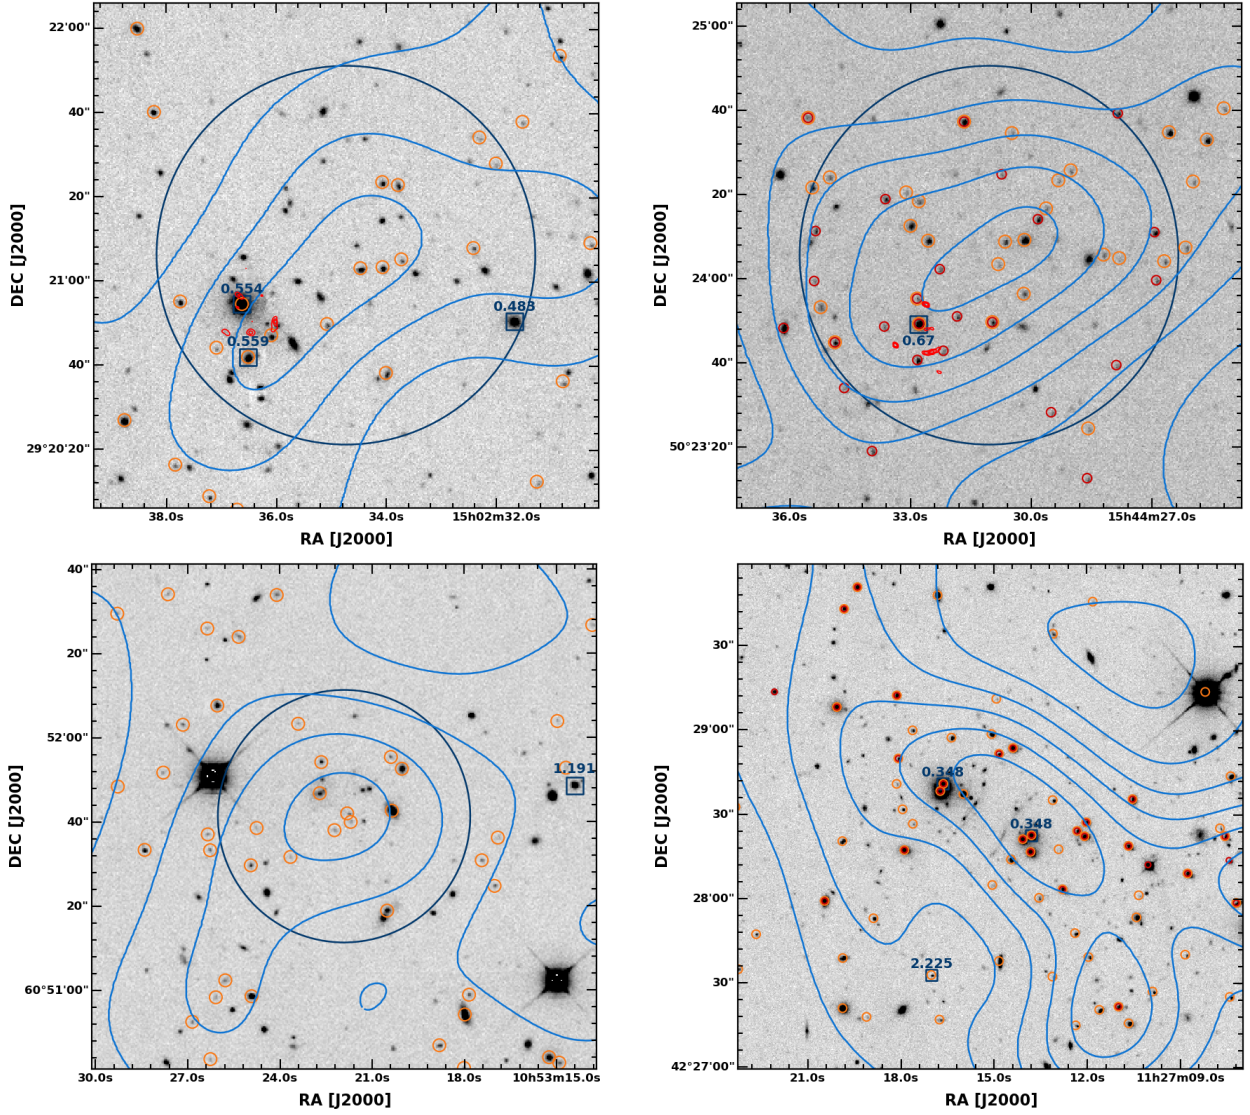 22'00"
40"
20"
21'00"
40"
29°20'20"
DEC [J2000]
0.554
0.483
0.559
38.0s 36.0s 34.0s 15h02m32.0s
RA [J2000]
25'00"
40"
20"
24'00"
40"
50°23'20"
DEC [J2000]
0.67
36.0s 33.0s 30.0s 15h44m27.0s
RA [J2000]
40"
20"
52'00"
40"
20"
60°51'00"
DEC [J2000]
1.191
30.0s 27.0s 24.0s 21.0s 18.0s 10h53m15.0s
RA [J2000]
30"
29'00"
30"
28'00"
30"
42°27'00"
DEC [J2000]
0.348
0.348
2.225
21.0s 18.0s 15.0s 12.0s 11h27m09.0s
RA [J2000]